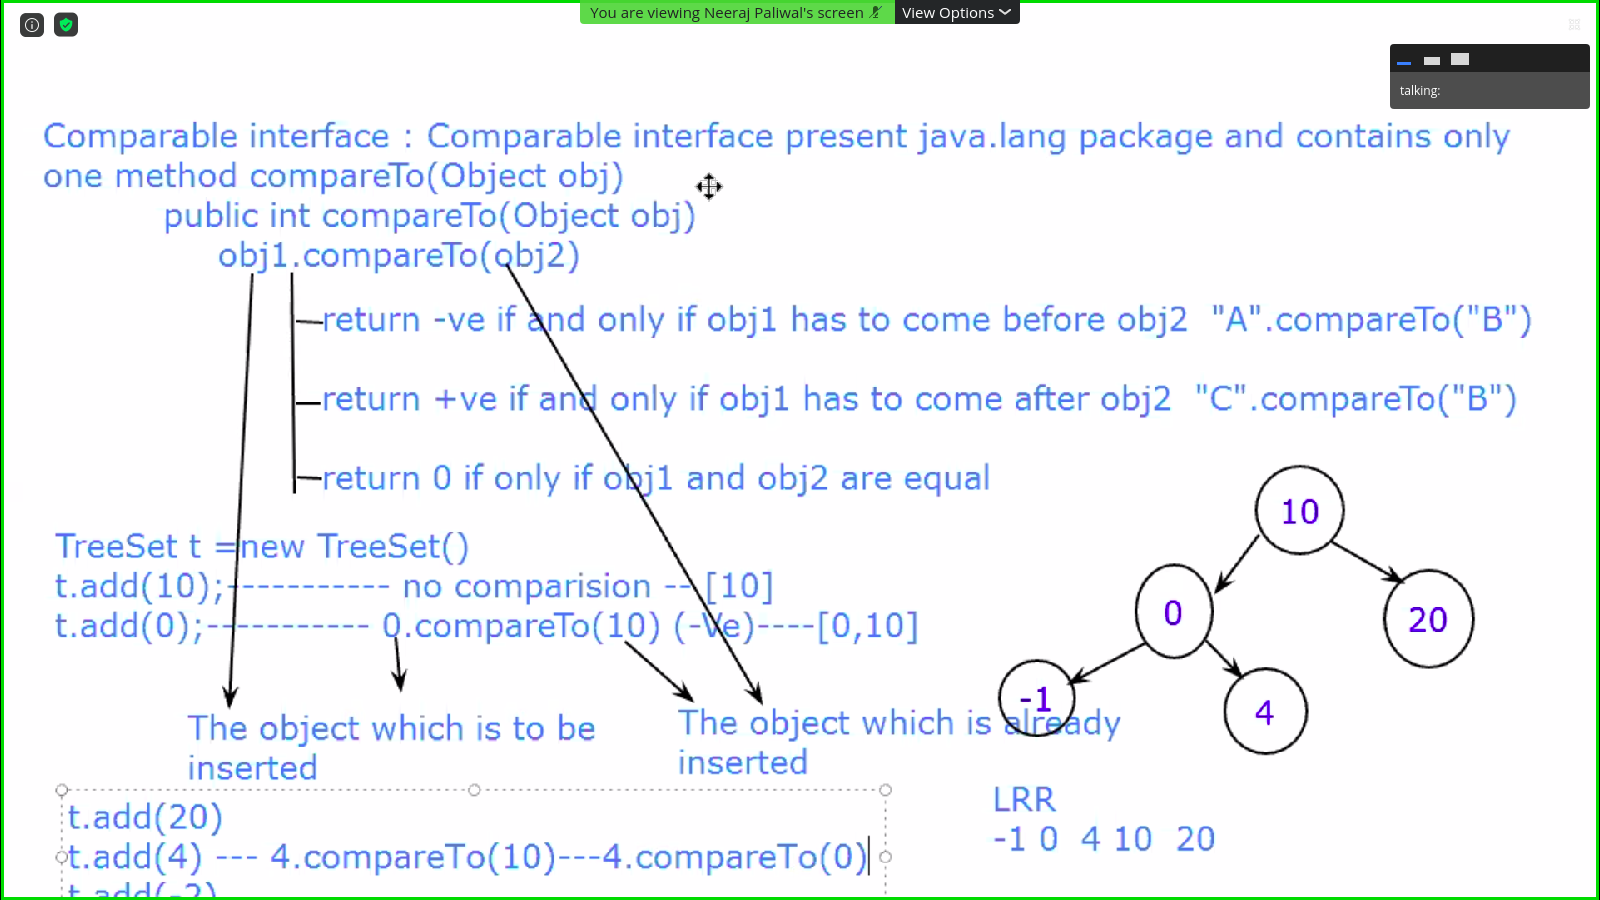 You are viewing Neeraj Paliwal's screen
View Options
talking:
Comparable interface : Comparable interface present java.lang package and contains only
one method compareTo(Object obj)
public int compareTo(Object obj)
obj1.compareTo(obj2)
return -ve if and only if obj1 has to come before obj2 "A".compareTo("B")
return +ve if and only if obj1 has to come after obj2 "C".compareTo("B")
return 0 if only if obj1 and obj2 are equal
TreeSet t =new TreeSet()
t.add(10);----------- no comparision -- [10]
t.add(0);----------- 0.compareTo(10) (-Ve)----[0,10]
The object which is to be
inserted
The object which is already
inserted
10
0
20
-1
4
t.add(20)
t.add(4) --- 4.compareTo(10)---4.compareTo(0)
t.add(-2)
LRR
-1 0 4 10 20